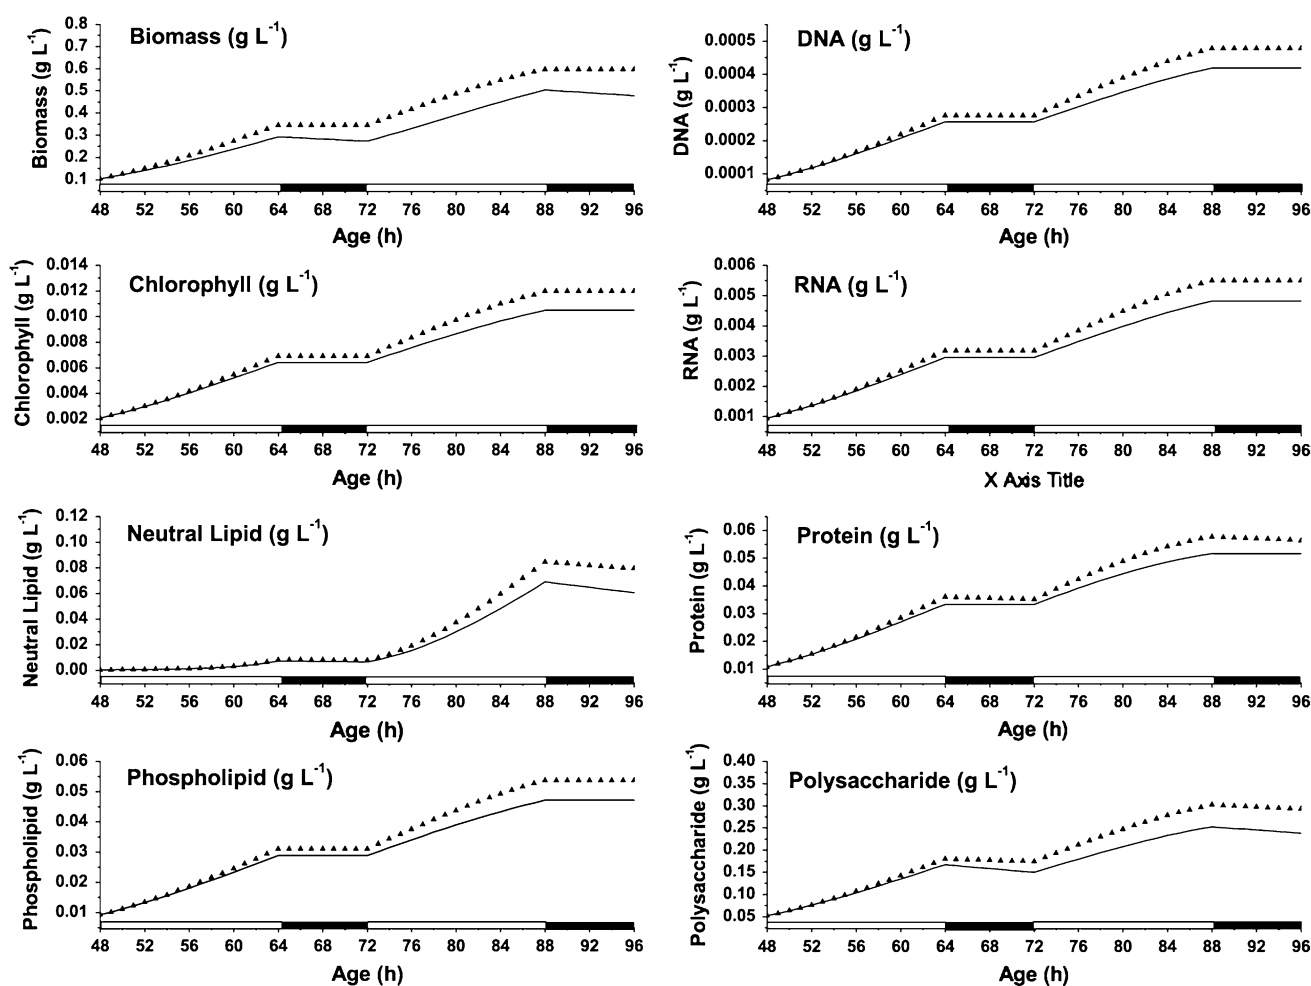 Biomass (g L-1)
Biomass (g L-1)
0.8
0.7
0.6
0.5
0.4
0.3
0.2
0.1
48 52 56 60 64 68 72 76 80 84 88 92 96
Age (h)
DNA (g L-1)
DNA (g L-1)
0.0005
0.0004
0.0003
0.0002
0.0001
48 52 56 60 64 68 72 76 80 84 88 92 96
Age (h)
Chlorophyll (g L-1)
Chlorophyll (g L-1)
0.014
0.012
0.010
0.008
0.006
0.004
0.002
48 52 56 60 64 68 72 76 80 84 88 92 96
Age (h)
RNA (g L-1)
RNA (g L-1)
0.006
0.005
0.004
0.003
0.002
0.001
48 52 56 60 64 68 72 76 80 84 88 92 96
X Axis Title
Neutral Lipid (g L-1)
Neutral Lipid (g L-1)
0.12
0.10
0.08
0.06
0.04
0.02
0.00
48 52 56 60 64 68 72 76 80 84 88 92 96
Age (h)
Protein (g L-1)
Protein (g L-1)
0.06
0.05
0.04
0.03
0.02
0.01
48 52 56 60 64 68 72 76 80 84 88 92 96
Age (h)
Phospholipid (g L-1)
Phospholipid (g L-1)
0.06
0.05
0.04
0.03
0.02
0.01
48 52 56 60 64 68 72 76 80 84 88 92 96
Age (h)
Polysaccharide (g L-1)
Polysaccharide (g L-1)
0.40
0.35
0.30
0.25
0.20
0.15
0.10
0.05
48 52 56 60 64 68 72 76 80 84 88 92 96
Age (h)